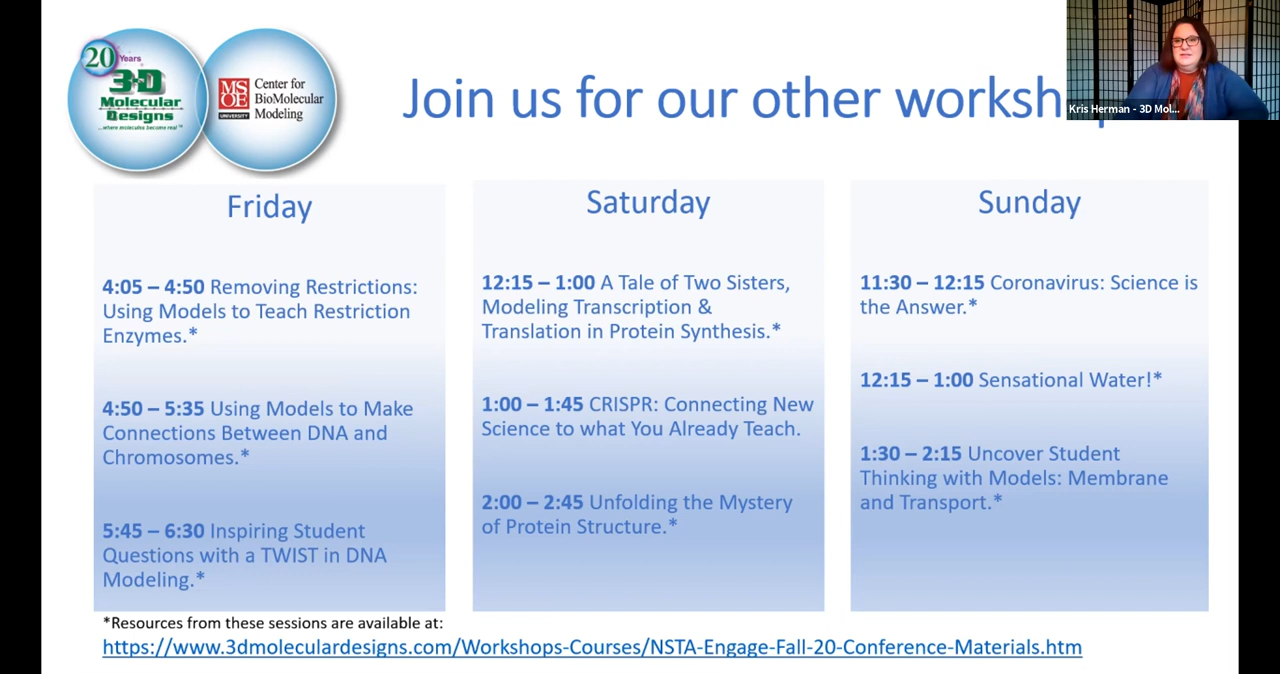 20 Years
3D
Molecular
Designs
...where molecules become real™
MS
OE
UNIVERSITY
Center for
BioMolecular
Modeling
Join us for our other
Kris Herman - 3D Mol...
Friday
4:05 – 4:50 Removing Restrictions:
Using Models to Teach Restriction
Enzymes.*
4:50 – 5:35 Using Models to Make
Connections Between DNA and
Chromosomes.*
5:45 – 6:30 Inspiring Student
Questions with a TWIST in DNA
Modeling.*
Saturday
12:15 – 1:00 A Tale of Two Sisters,
Modeling Transcription &
Translation in Protein Synthesis.*
1:00 – 1:45 CRISPR: Connecting New
Science to what You Already Teach.
2:00 – 2:45 Unfolding the Mystery
of Protein Structure.*
Sunday
11:30 – 12:15 Coronavirus: Science is
the Answer.*
12:15 – 1:00 Sensational Water!*
1:30 – 2:15 Uncover Student
Thinking with Models: Membrane
and Transport.*
*Resources from these sessions are available at:
https://www.3dmoleculardesigns.com/Workshops-Courses/NSTA-Engage-Fall-20-Conference-Materials.htm